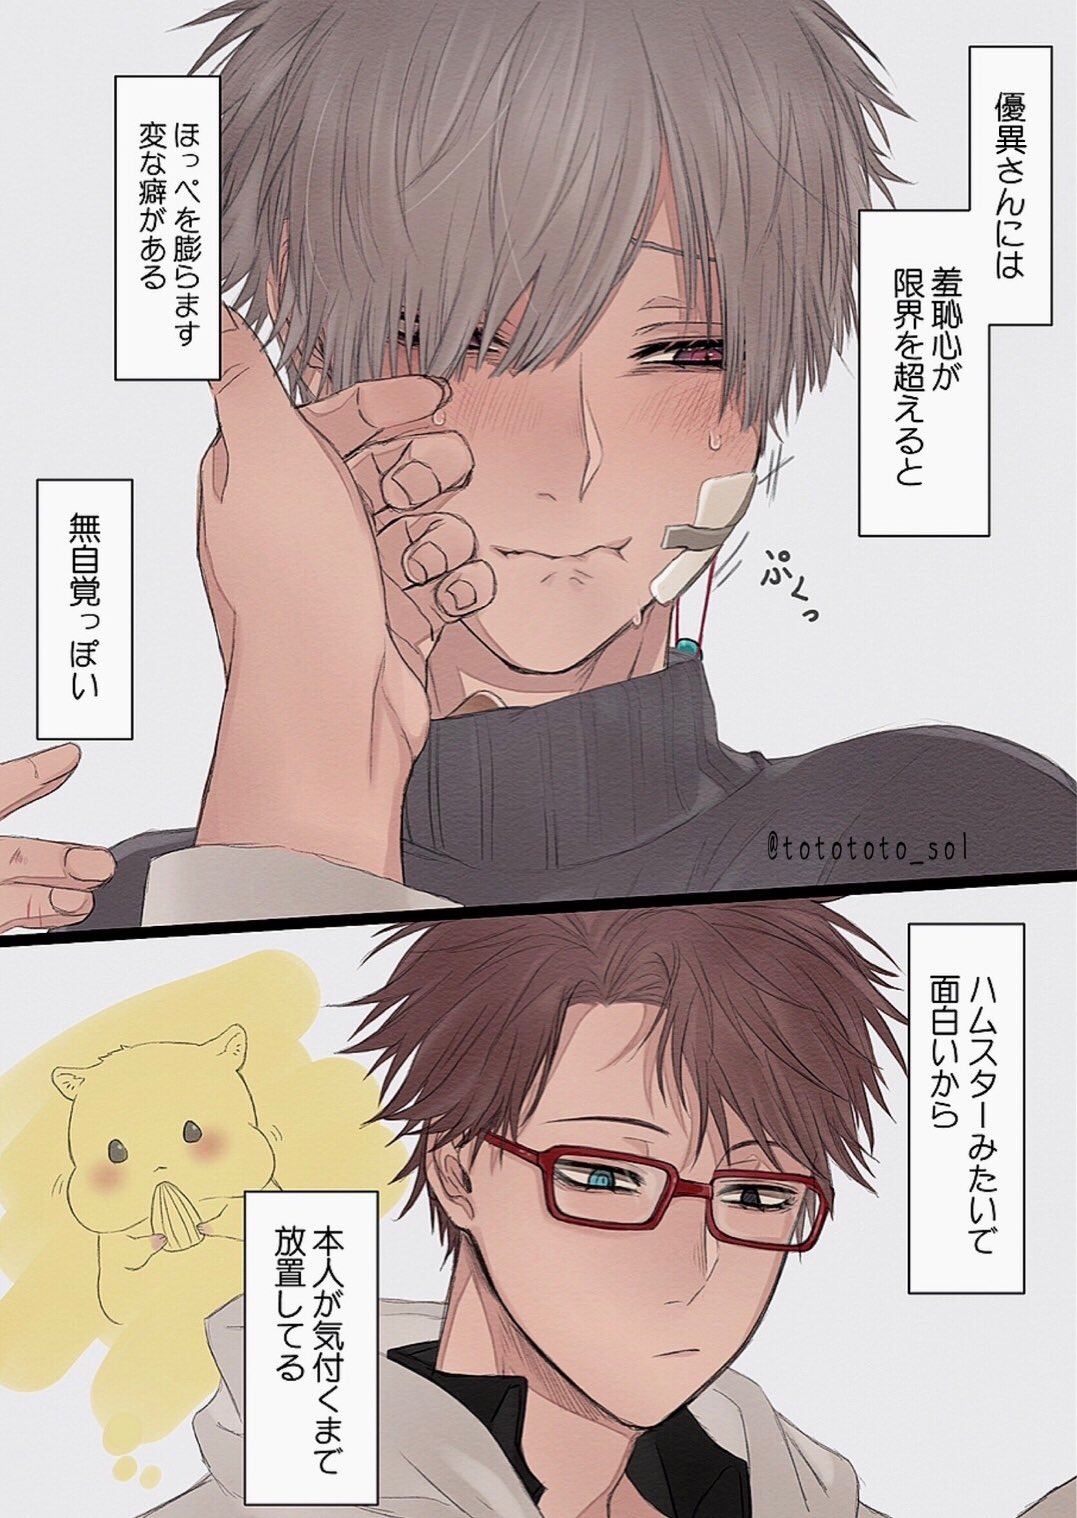 優異さんには
羞恥心が
限界を超えると
ほっぺを膨らます
変な癖がある
ぷくっ
無自覚っぽい
@totototo_sol
ハムスターみたいで
面白いから
本人が気付くまで
放置してる